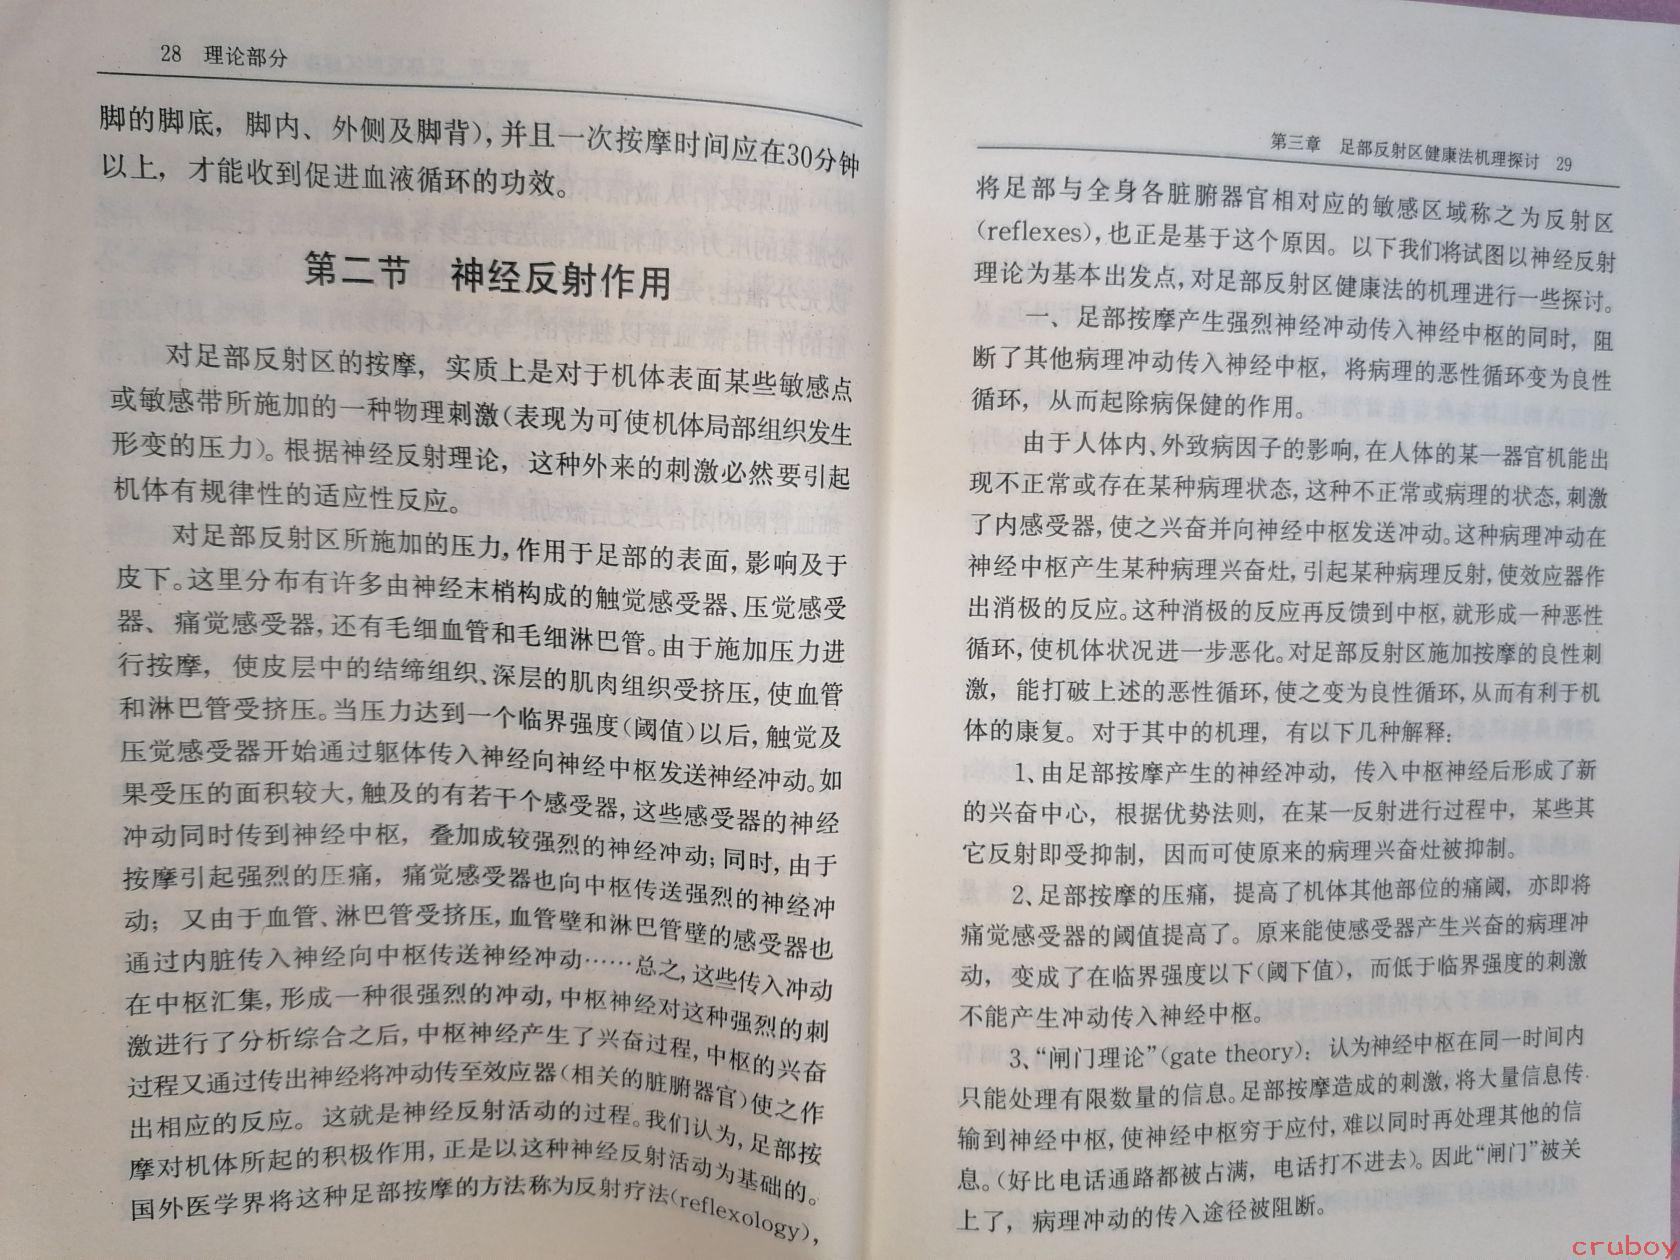 28 理论部分
脚的脚底，脚内、外侧及脚背)，并且一次按摩时间应在30分钟
以上，才能收到促进血液循环的功效。
第二节 神经反射作用
对足部反射区的按摩，实质上是对于机体表面某些敏感点
或敏感带所施加的一种物理刺激(表现为可使机体局部组织发生
形变的压力)。根据神经反射理论，这种外来的刺激必然要引起
机体有规律性的适应性反应。
对足部反射区所施加的压力，作用于足部的表面，影响及于
皮下。这里分布有许多由神经末梢构成的触觉感受器、压觉感受
器、痛觉感受器，还有毛细血管和毛细淋巴管。由于施加压力进
行按摩，使皮层中的结缔组织、深层的肌肉组织受挤压，使血管
和淋巴管受挤压。当压力达到一个临界强度(阈值)以后，触觉及
压觉感受器开始通过躯体传入神经向神经中枢发送神经冲动。如
果受压的面积较大，触及的有若干个感受器，这些感受器的神经
冲动同时传到神经中枢，叠加成较强烈的神经冲动；同时，由于
按摩引起强烈的压痛，痛觉感受器也向中枢传送强烈的神经冲
动；又由于血管、淋巴管受挤压，血管壁和淋巴管壁的感受器也
通过内脏传入神经向中枢传送神经冲动……总之，这些传入冲动
在中枢汇集，形成一种很强烈的冲动，中枢神经对这种强烈的刺
激进行了分析综合之后，中枢神经产生了兴奋过程，中枢的兴奋
过程又通过传出神经将冲动传至效应器(相关的脏腑器官)使之作
出相应的反应。这就是神经反射活动的过程。我们认为，足部按
摩对机体所起的积极作用，正是以这种神经反射活动为基础的。
国外医学界将这种足部按摩的方法称为反射疗法(reflexology)，
第三章 足部反射区健康法机理探讨 29
将足部与全身各脏腑器官相对应的敏感区域称之为反射区
(reflexes)，也正是基于这个原因。以下我们将试图以神经反射
理论为基本出发点，对足部反射区健康法的机理进行一些探讨。
一、足部按摩产生强烈神经冲动传入神经中枢的同时，阻
断了其他病理冲动传入神经中枢，将病理的恶性循环变为良性
循环，从而起除病保健的作用。
由于人体内、外致病因子的影响，在人体的某一器官机能出
现不正常或存在某种病理状态，这种不正常或病理的状态，刺激
了内感受器，使之兴奋并向神经中枢发送冲动。这种病理冲动在
神经中枢产生某种病理兴奋灶，引起某种病理反射，使效应器作
出消极的反应。这种消极的反应再反馈到中枢，就形成一种恶性
循环，使机体状况进一步恶化。对足部反射区施加按摩的良性刺
激，能打破上述的恶性循环，使之变为良性循环，从而有利于机
体的康复。对于其中的机理，有以下几种解释：
1、由足部按摩产生的神经冲动，传入中枢神经后形成了新
的兴奋中心，根据优势法则，在某一反射进行过程中，某些其
它反射即受抑制，因而可使原来的病理兴奋灶被抑制。
2、足部按摩的压痛，提高了机体其他部位的痛阈，亦即将
痛觉感受器的阈值提高了。原来能使感受器产生兴奋的病理冲
动，变成了在临界强度以下(阈下值)，而低于临界强度的刺激
不能产生冲动传入神经中枢。
3、“闸门理论”(gate theory)：认为神经中枢在同一时间内
只能处理有限数量的信息。足部按摩造成的刺激，将大量信息传
输到神经中枢，使神经中枢穷于应付，难以同时再处理其他的信
息。(好比电话通路都被占满，电话打不进去)。因此“闸门”被关
上了，病理冲动的传入途径被阻断。
cruboy